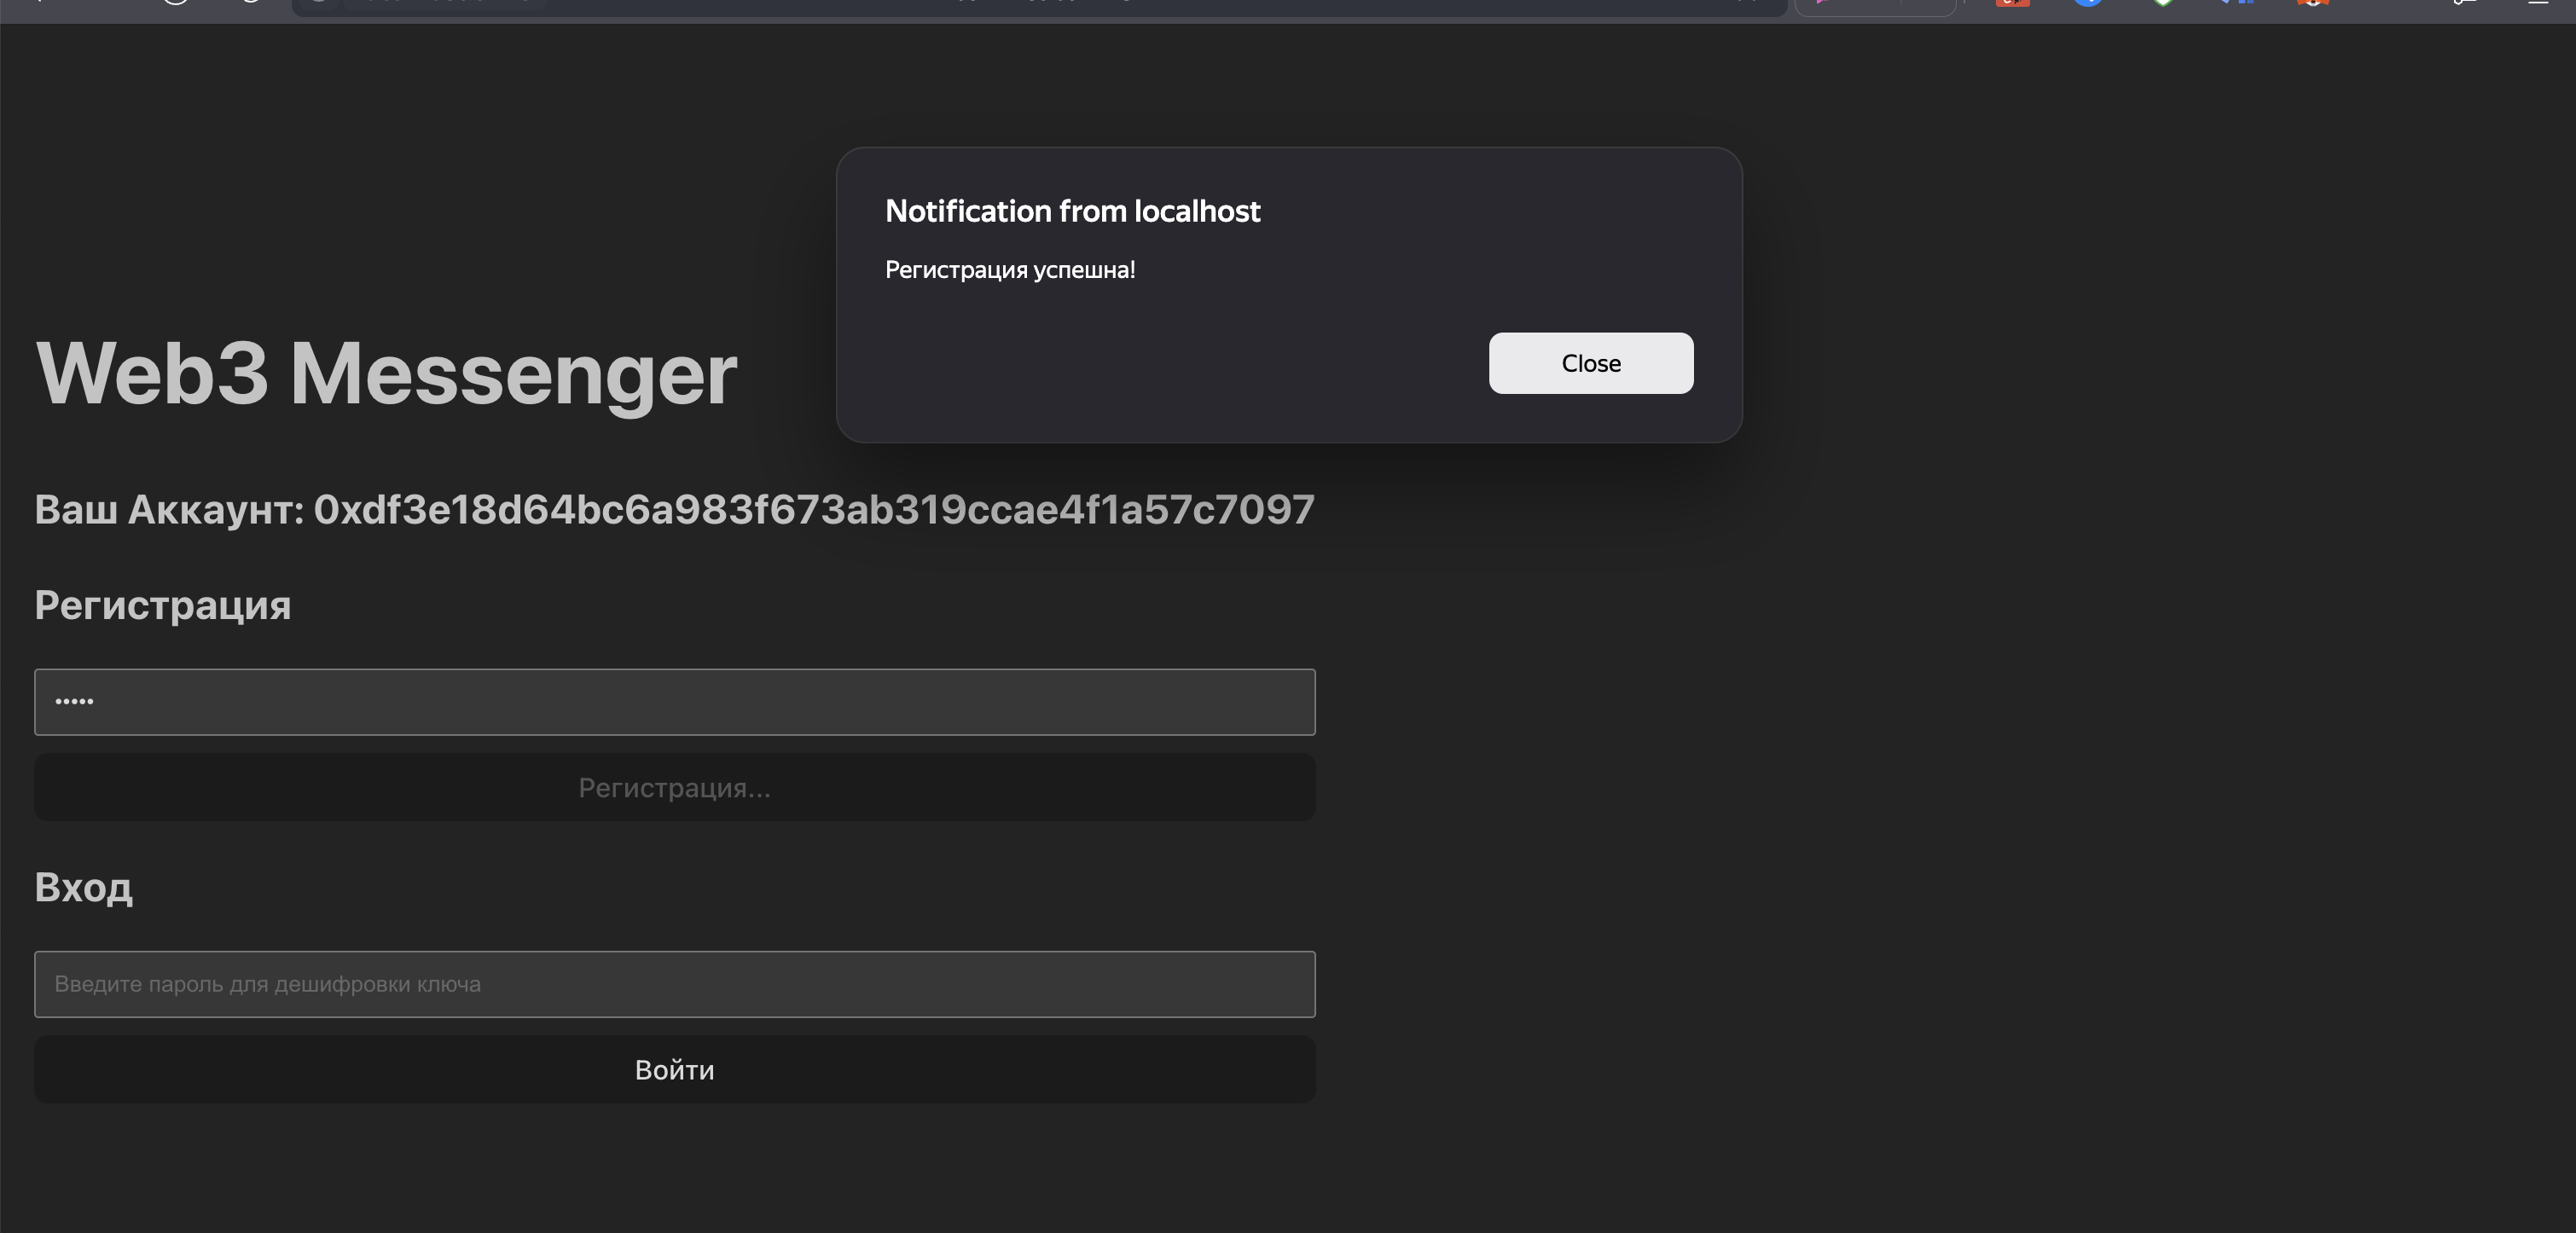 Notification from localhost
Регистрация успешна!
Close
Web3 Messenger
Ваш Аккаунт: 0xdf3e18d64bc6a983f673ab319ccae4f1a57c7097
Регистрация
•••••
Регистрация...
Вход
Введите пароль для дешифровки ключа
Войти